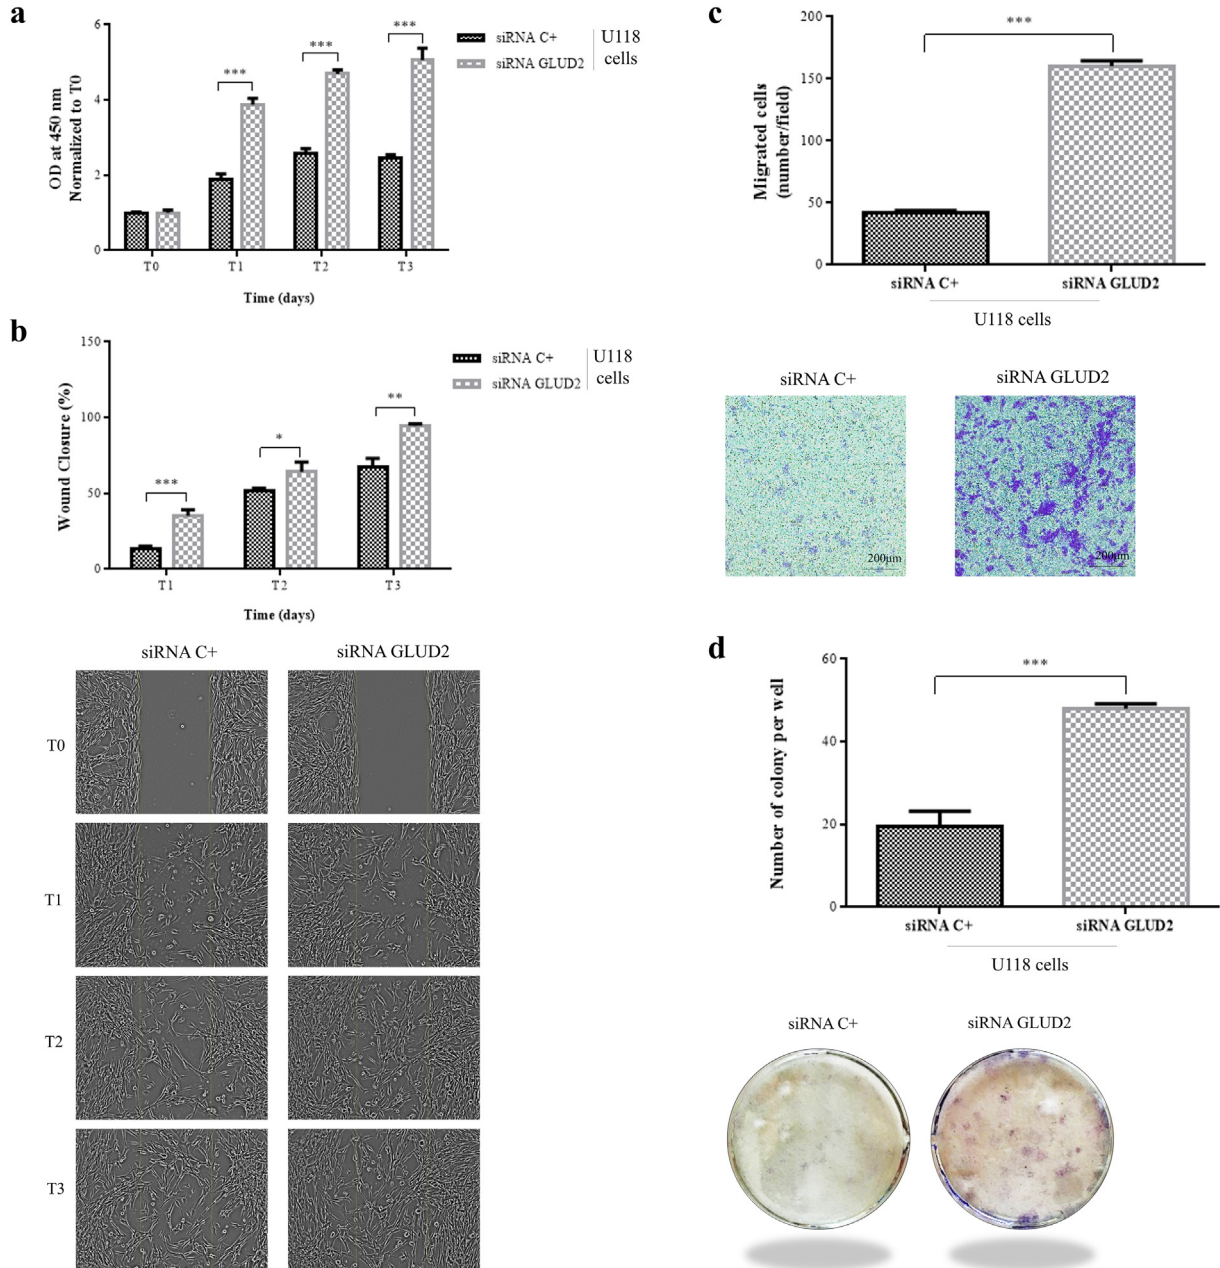 a
6
4
2
0
OD at 450 nm
Normalized to T0
***
***
***
T0
T1
T2
T3
Time (days)
siRNA C+
siRNA GLUD2
U118
cells
b
150
100
50
0
Wound Closure (%)
***
*
**
T1
T2
T3
Time (days)
siRNA C+
siRNA GLUD2
U118
cells
siRNA C+
siRNA GLUD2
T0
T1
T2
T3
c
200
150
100
50
0
Migrated cells
(number/field)
***
siRNA C+
siRNA GLUD2
U118 cells
siRNA C+
siRNA GLUD2
200µm
200µm
d
60
40
20
0
Number of colony per well
***
siRNA C+
siRNA GLUD2
U118 cells
siRNA C+
siRNA GLUD2